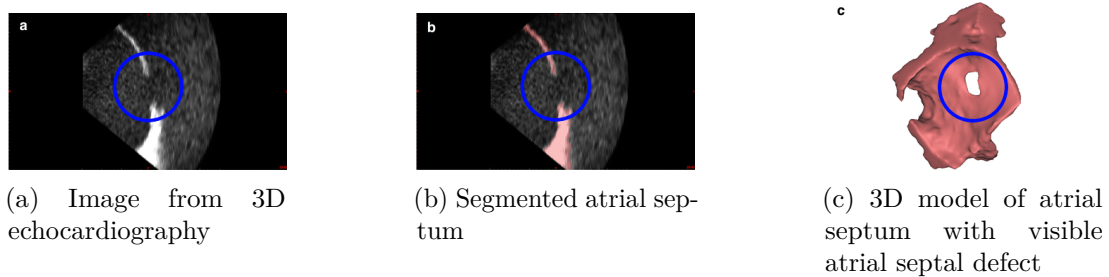 a
b
c
(a) Image from 3D
echocardiography
(b) Segmented atrial sep-
tum
(c) 3D model of atrial
septum with visible
atrial septal defect